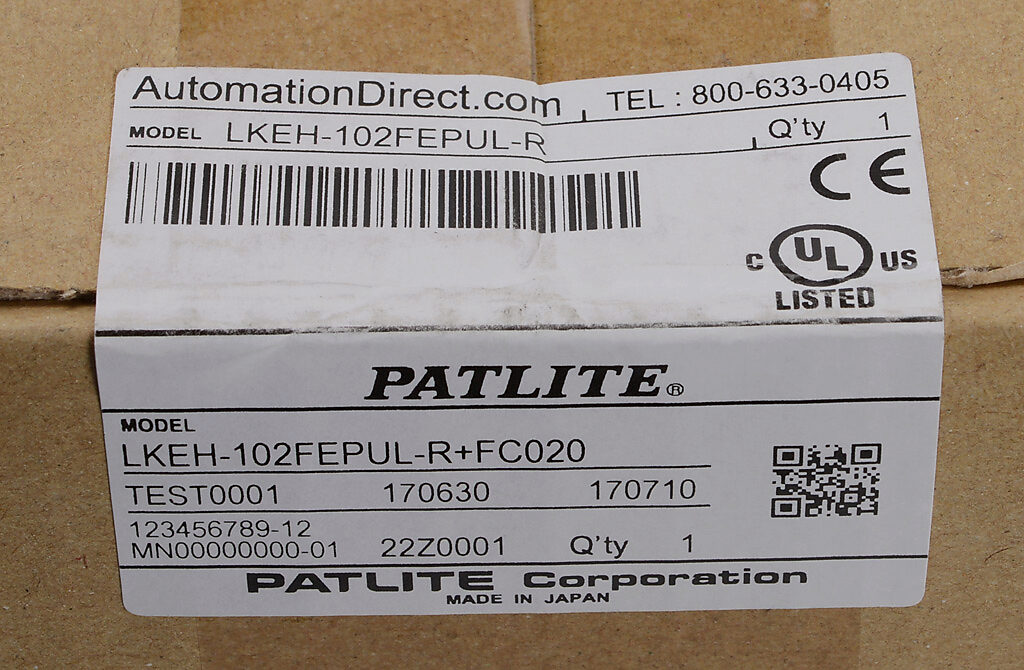 AutomationDirect.com, TEL : 800-633-0405
MODEL LKEH-102FEPUL-R, Q'ty 1
CE
C UL US
LISTED
PATLITE®
MODEL
LKEH-102FEPUL-R+FC020
TEST0001 170630 170710
123456789-12
MN00000000-01 22Z0001 Q'ty 1
PATLITE Corporation
MADE IN JAPAN